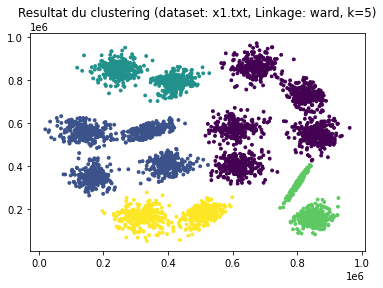 Resultat du clustering (dataset: x1.txt, Linkage: ward, k=5)
1e6
1.0
0.8
0.6
0.4
0.2
0.0 0.2 0.4 0.6 0.8 1.0
1e6